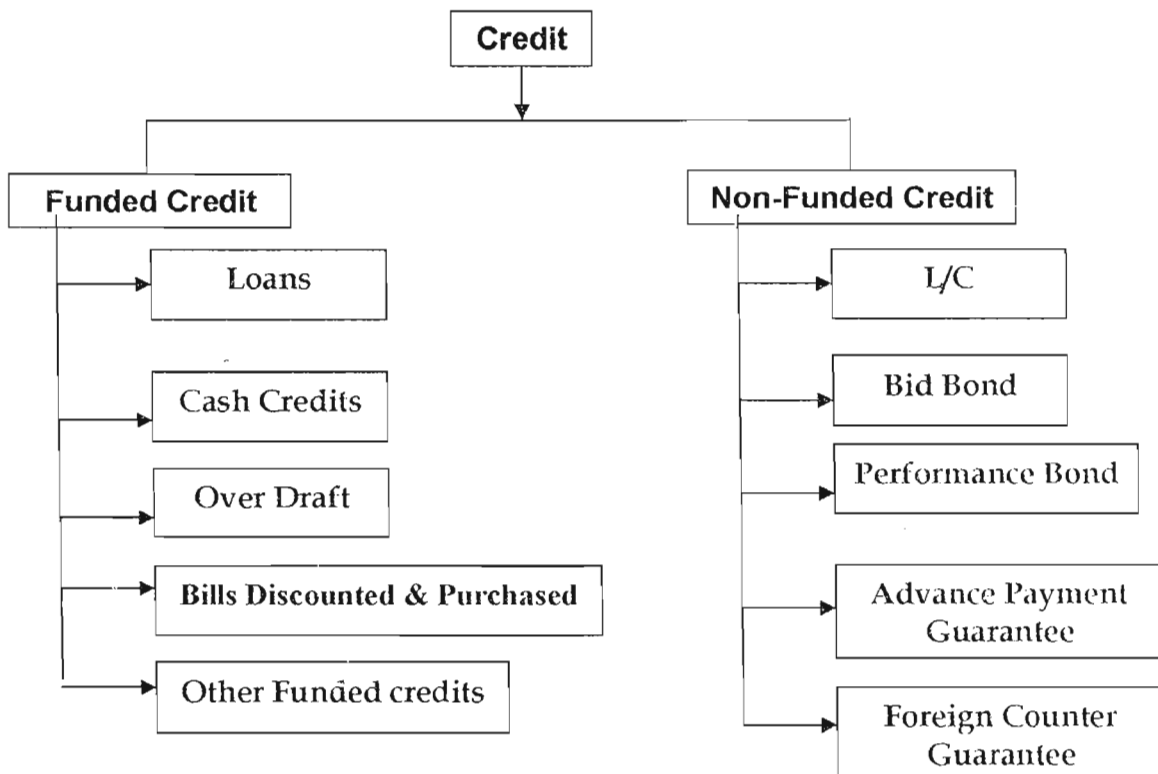 Credit
Funded Credit
Non-Funded Credit
Loans
L/C
Cash Credits
Bid Bond
Over Draft
Performance Bond
Bills Discounted & Purchased
Advance Payment
Guarantee
Other Funded credits
Foreign Counter
Guarantee